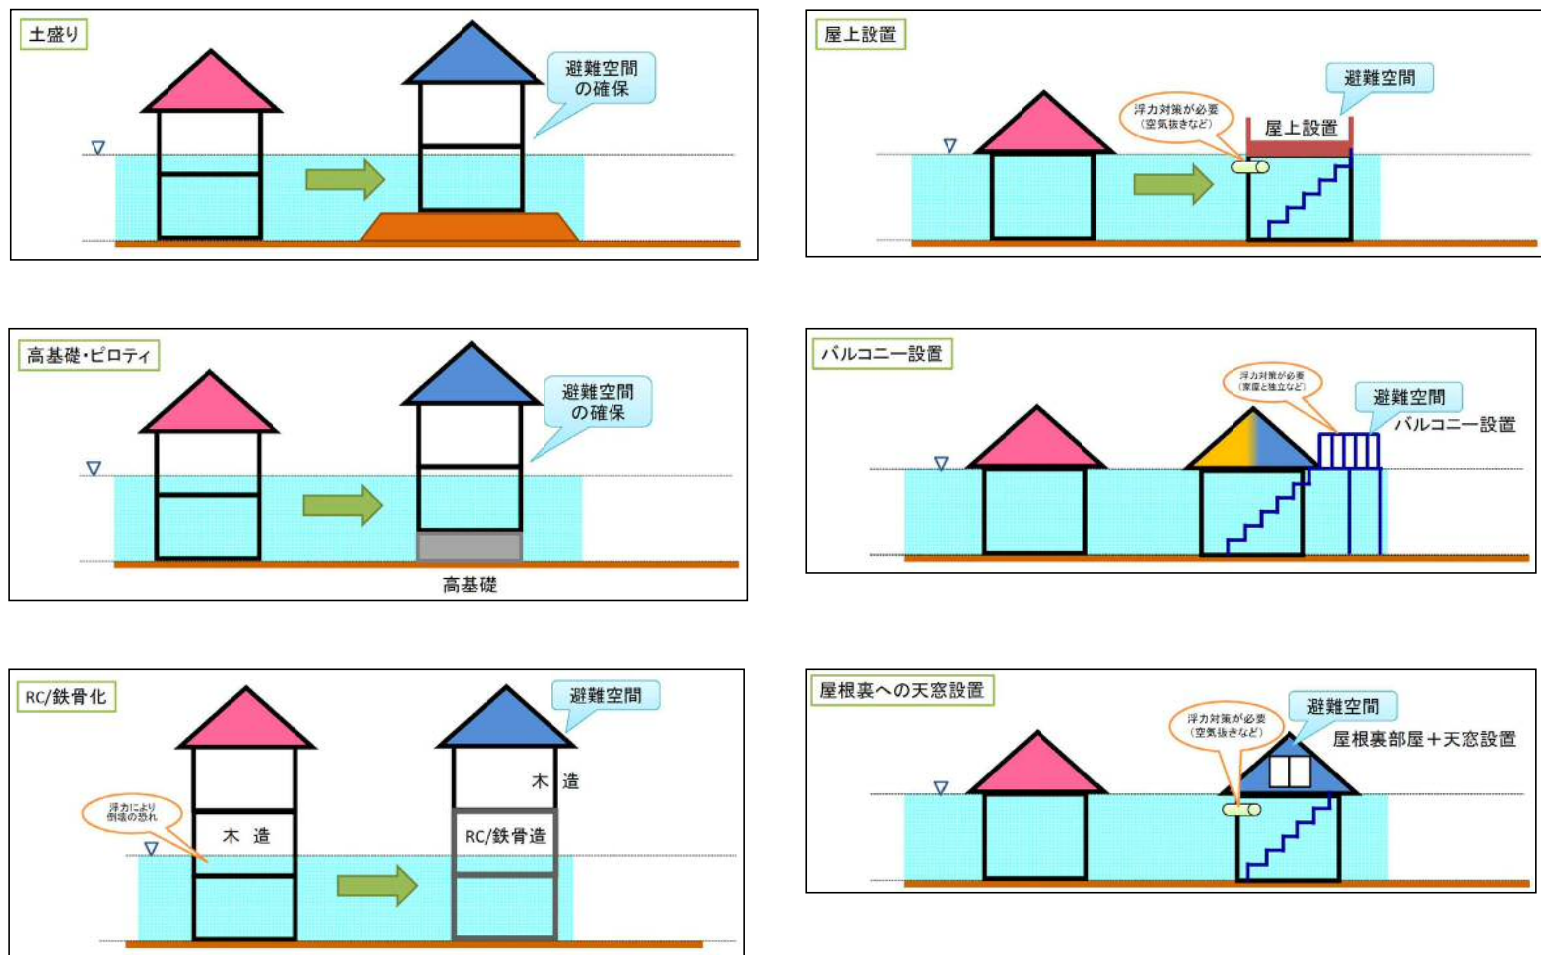 土盛り
避難空間
の確保
高基礎・ピロティ
避難空間
の確保
高基礎
RC/鉄骨化
避難空間
木 造
浮力により
倒壊の恐れ
木 造
RC/鉄骨造
屋上設置
避難空間
浮力対策が必要
(空気抜きなど)
屋上設置
バルコニー設置
浮力対策が必要
(家屋と独立など)
避難空間
バルコニー設置
屋根裏への天窓設置
避難空間
浮力対策が必要
(空気抜きなど)
屋根裏部屋+天窓設置